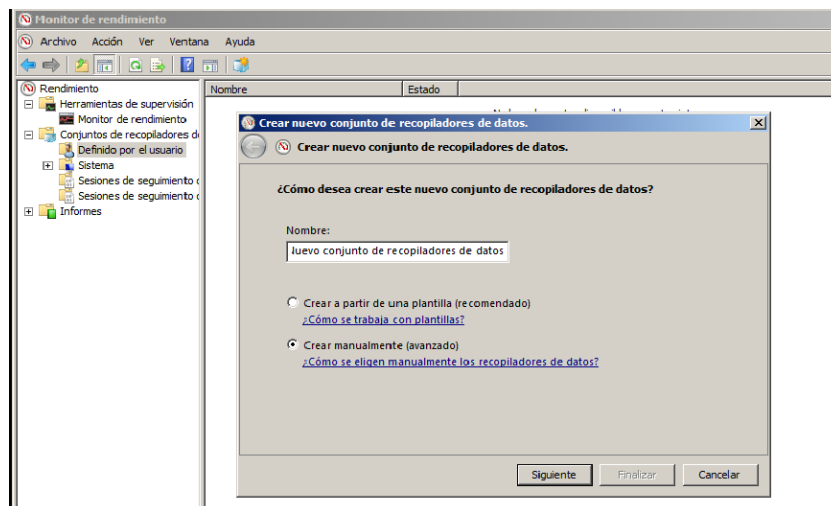 Monitor de rendimiento
Archivo Acción Ver Ventana Ayuda
Rendimiento
Herramientas de supervisión
Monitor de rendimiento
Conjuntos de recopiladores d
Definido por el usuario
Sistema
Sesiones de seguimiento
Sesiones de seguimiento
Informes
Nombre Estado
Crear nuevo conjunto de recopiladores de datos.
Crear nuevo conjunto de recopiladores de datos.
¿Cómo desea crear este nuevo conjunto de recopiladores de datos?
Nombre:
uevo conjunto de recopiladores de datos
Crear a partir de una plantilla (recomendado)
¿Cómo se trabaja con plantillas?
Crear manualmente (avanzado)
¿Cómo se eligen manualmente los recopiladores de datos?
Siguiente Finalizar Cancelar